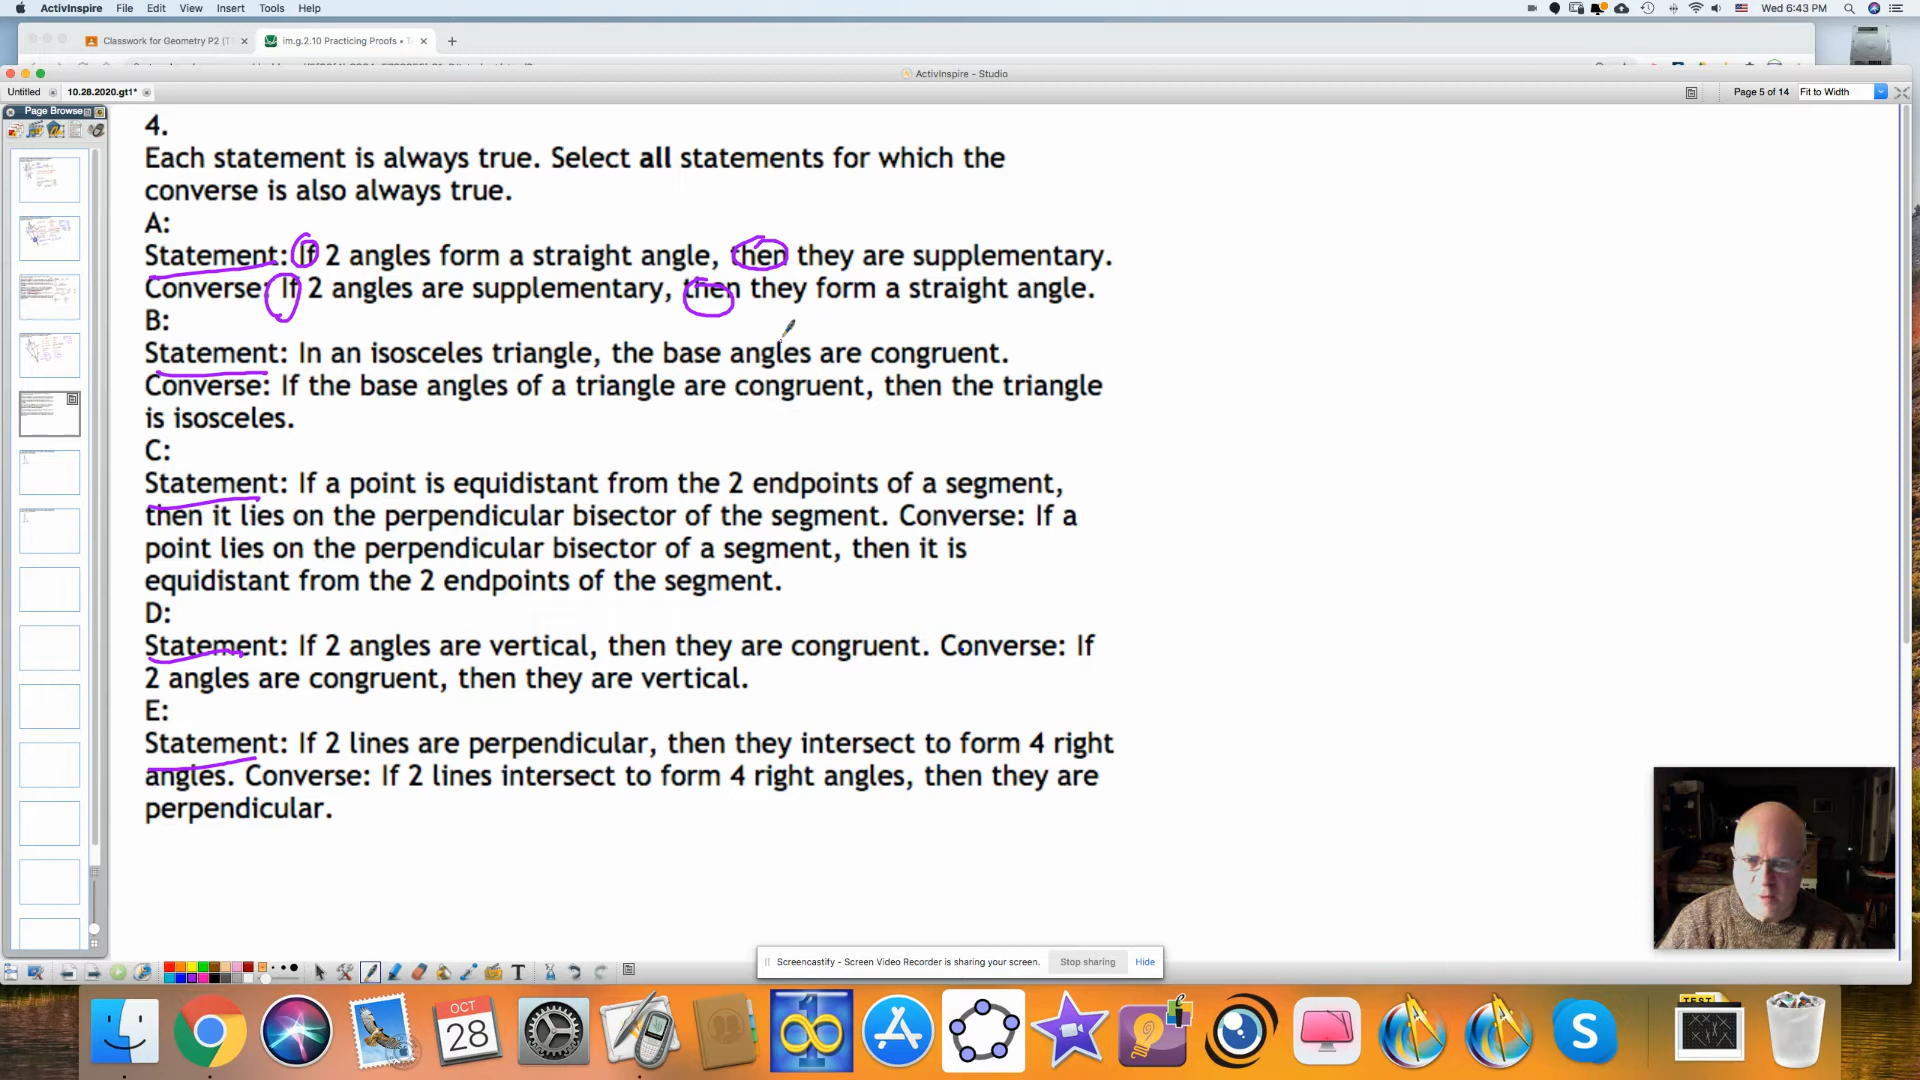 ActivInspire File Edit View Insert Tools Help
Wed 6:43 PM
Classwork for Geometry P2 (T
im.g.2.10 Practicing Proofs •
ActivInspire - Studio
Untitled 10.28.2020.gt1*
Page 5 of 14 Fit to Width
Page Browse
4.
Each statement is always true. Select all statements for which the
converse is also always true.
A:
Statement: If 2 angles form a straight angle, then they are supplementary.
Converse: If 2 angles are supplementary, then they form a straight angle.
B:
Statement: In an isosceles triangle, the base angles are congruent.
Converse: If the base angles of a triangle are congruent, then the triangle
is isosceles.
C:
Statement: If a point is equidistant from the 2 endpoints of a segment,
then it lies on the perpendicular bisector of the segment. Converse: If a
point lies on the perpendicular bisector of a segment, then it is
equidistant from the 2 endpoints of the segment.
D:
Statement: If 2 angles are vertical, then they are congruent. Converse: If
2 angles are congruent, then they are vertical.
E:
Statement: If 2 lines are perpendicular, then they intersect to form 4 right
angles. Converse: If 2 lines intersect to form 4 right angles, then they are
perpendicular.
Screencastify - Screen Video Recorder is sharing your screen. Stop sharing Hide
OCT
28
1
TEST